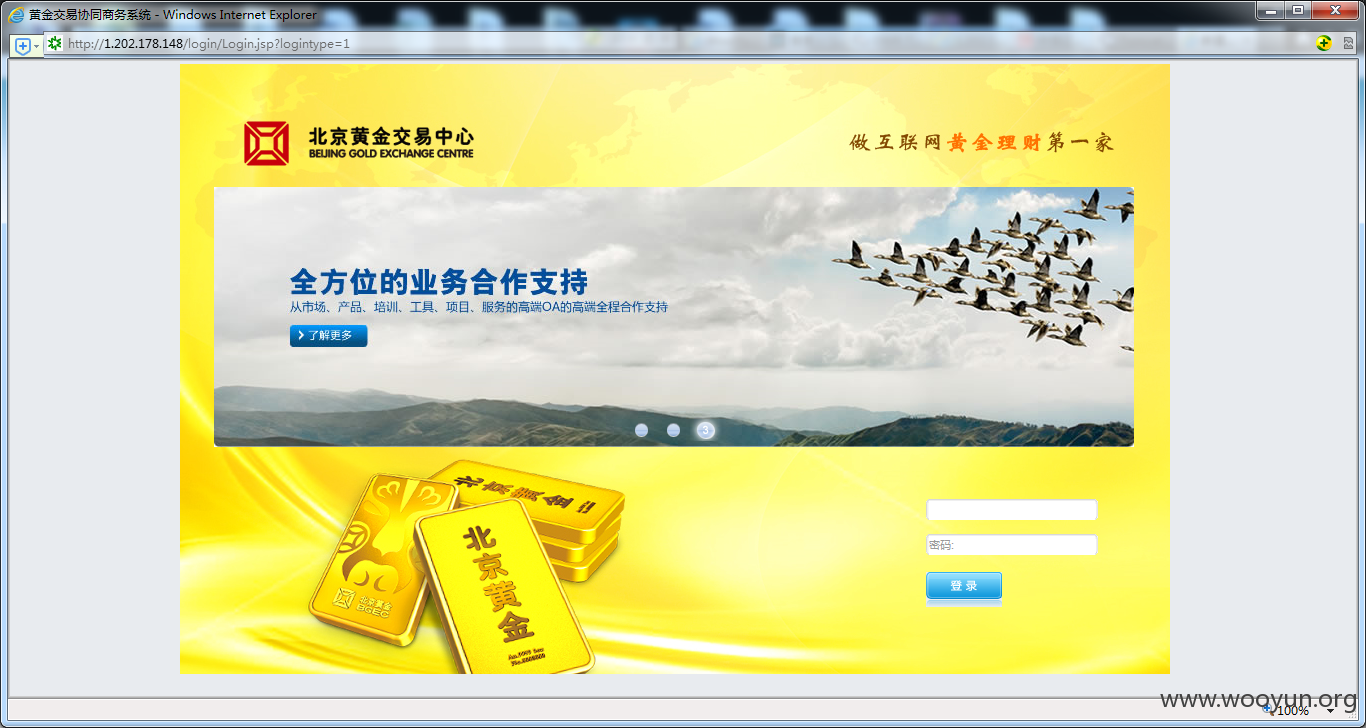 黄金交易协同商务系统 - Windows Internet Explorer
http://1.202.178.148/login/Login.jsp?logintype=1
北京黄金交易中心
BEIJING GOLD EXCHANGE CENTRE
做互联网黄金理财第一家
全方位的业务合作支持
从市场、产品、培训、工具、项目、服务的高端OA的高端全程合作支持
了解更多
3
北京黄金
北京黄金
BGEC
北京黄金
密码:
登 录
www.wooyun.org
100%